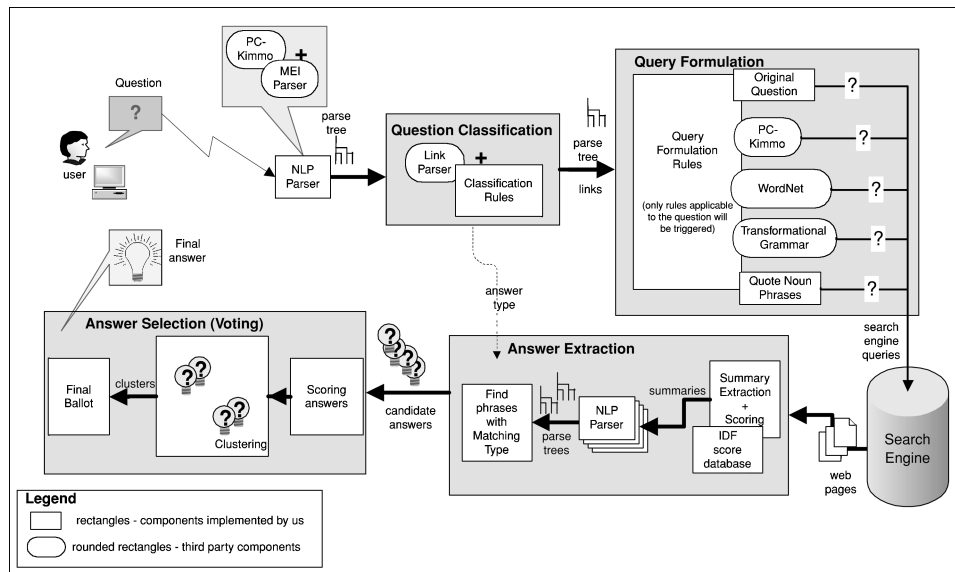 PC-
Kimmo
+
MEI
Parser
Question
?
user
NLP
Parser
parse
tree
Question Classification
Link
Parser
+
Classification
Rules
parse
tree
links
Query Formulation
Query
Formulation
Rules
(only rules applicable
to the question will
be triggered)
Original
Question
?
PC-
Kimmo
?
WordNet
?
Transformational
Grammar
?
Quote Noun
Phrases
?
search
engine
queries
Search
Engine
web
pages
answer
type
Answer Extraction
Summary
Extraction
+
Scoring
IDF
score
database
summaries
NLP
Parser
parse
trees
Find
phrases
with
Matching
Type
? ? ? ?
candidate
answers
Answer Selection (Voting)
Scoring
answers
? ?
? ?
Clustering
clusters
Final
Ballot
Final
answer
Legend
rectangles - components implemented by us
rounded rectangles - third party components